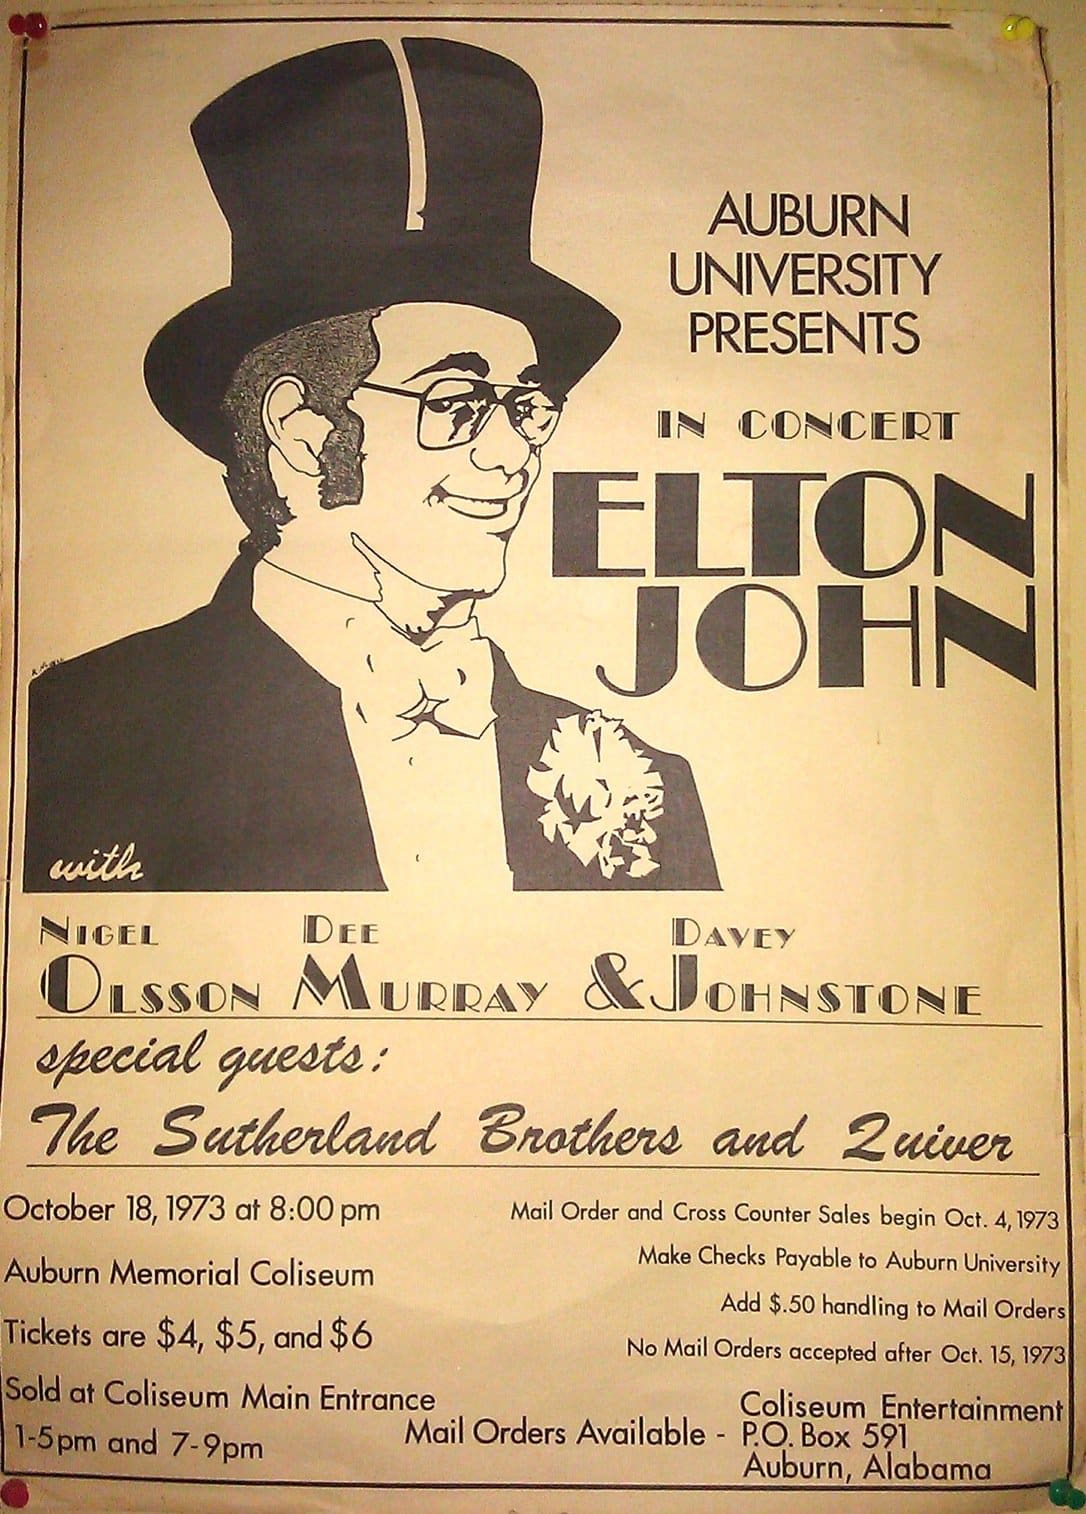 AUBURN
UNIVERSITY
PRESENTS
IN CONCERT
ELTON
JOHN
with
NIGEL DEE DAVEY
OLSSON MURRAY & JOHNSTONE
special guests:
The Sutherland Brothers and Quiver
October 18, 1973 at 8:00 pm
Auburn Memorial Coliseum
Tickets are $4, $5, and $6
Sold at Coliseum Main Entrance
1-5pm and 7-9pm
Mail Order and Cross Counter Sales begin Oct. 4, 1973
Make Checks Payable to Auburn University
Add $.50 handling to Mail Orders
No Mail Orders accepted after Oct. 15, 1973
Mail Orders Available -
Coliseum Entertainment
P.O. Box 591
Auburn, Alabama